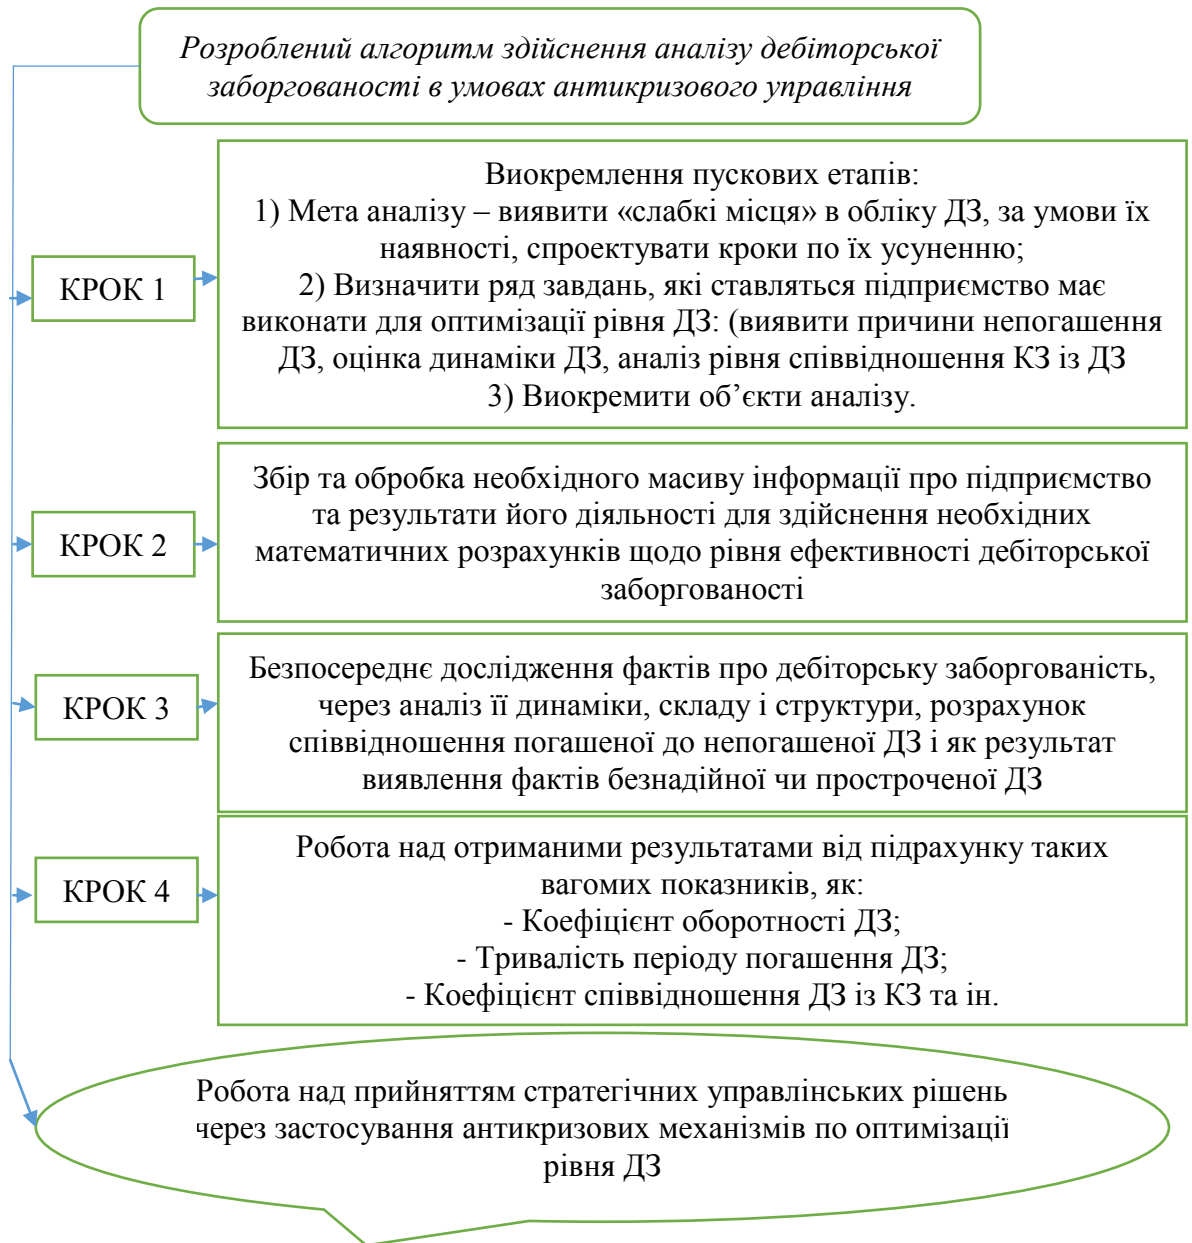 Розроблений алгоритм здійснення аналізу дебіторської
заборгованості в умовах антикризового управління
КРОК 1
Виокремлення пускових етапів:
1) Мета аналізу – виявити «слабкі місця» в обліку ДЗ, за умови їх
наявності, спроектувати кроки по їх усуненню;
2) Визначити ряд завдань, які ставляться підприємство має
виконати для оптимізації рівня ДЗ: (виявити причини непогашення
ДЗ, оцінка динаміки ДЗ, аналіз рівня співвідношення КЗ із ДЗ
3) Виокремити об’єкти аналізу.
КРОК 2
Збір та обробка необхідного масиву інформації про підприємство
та результати його діяльності для здійснення необхідних
математичних розрахунків щодо рівня ефективності дебіторської
заборгованості
КРОК 3
Безпосереднє дослідження фактів про дебіторську заборгованість,
через аналіз її динаміки, складу і структури, розрахунок
співвідношення погашеної до непогашеної ДЗ і як результат
виявлення фактів безнадійної чи простроченої ДЗ
КРОК 4
Робота над отриманими результатами від підрахунку таких
вагомих показників, як:
- Коефіцієнт оборотності ДЗ;
- Тривалість періоду погашення ДЗ;
- Коефіцієнт співвідношення ДЗ із КЗ та ін.
Робота над прийняттям стратегічних управлінських рішень
через застосування антикризових механізмів по оптимізації
рівня ДЗ